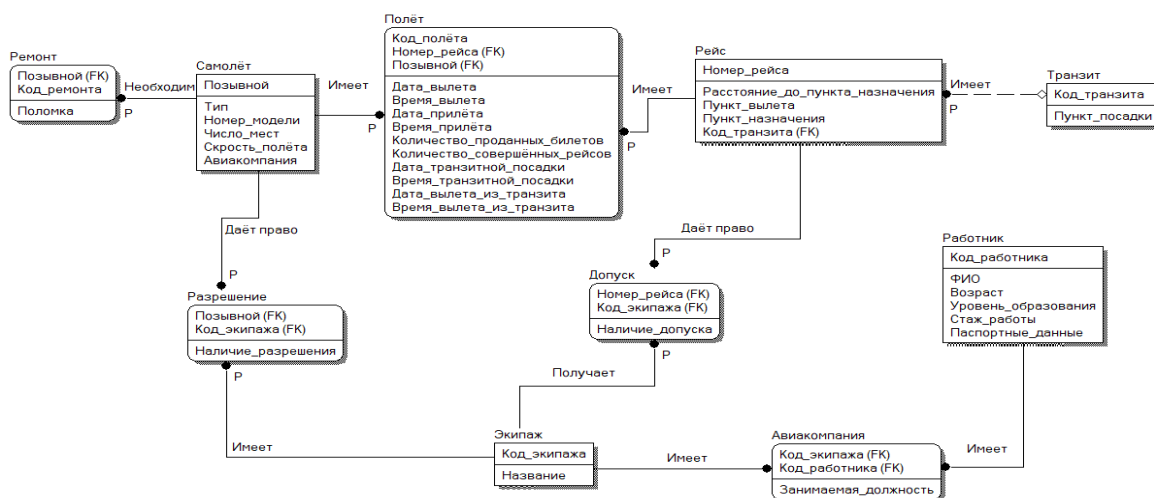 Ремонт
Позывной (FK)
Код_ремонта
Поломка
Необходим
P
Самолёт
Позывной
Тип
Номер_модели
Число_мест
Скрость_полёта
Авиакомпания
Имеет
P
Полёт
Код_полёта
Номер_рейса (FK)
Позывной (FK)
Дата_вылета
Время_вылета
Дата_прилёта
Время_прилёта
Количество_проданных_билетов
Количество_совершённых_рейсов
Дата_транзитной_посадки
Время_транзитной_посадки
Дата_вылета_из_транзита
Время_вылета_из_транзита
Имеет
P
Рейс
Номер_рейса
Расстояние_до_пункта_назначения
Пункт_вылета
Пункт_назначения
Код_транзита (FK)
Имеет
P
Транзит
Код_транзита
Пункт_посадки
Даёт право
P
Разрешение
Позывной (FK)
Код_экипажа (FK)
Наличие_разрешения
P
Имеет
Даёт право
P
Допуск
Номер_рейса (FK)
Код_экипажа (FK)
Наличие_допуска
P
Получает
Работник
Код_работника
ФИО
Возраст
Уровень_образования
Стаж_работы
Паспортные_данные
Экипаж
Код_экипажа
Название
Имеет
P
Авиакомпания
Код_экипажа (FK)
Код_работника (FK)
Занимаемая_должность
Имеет
P